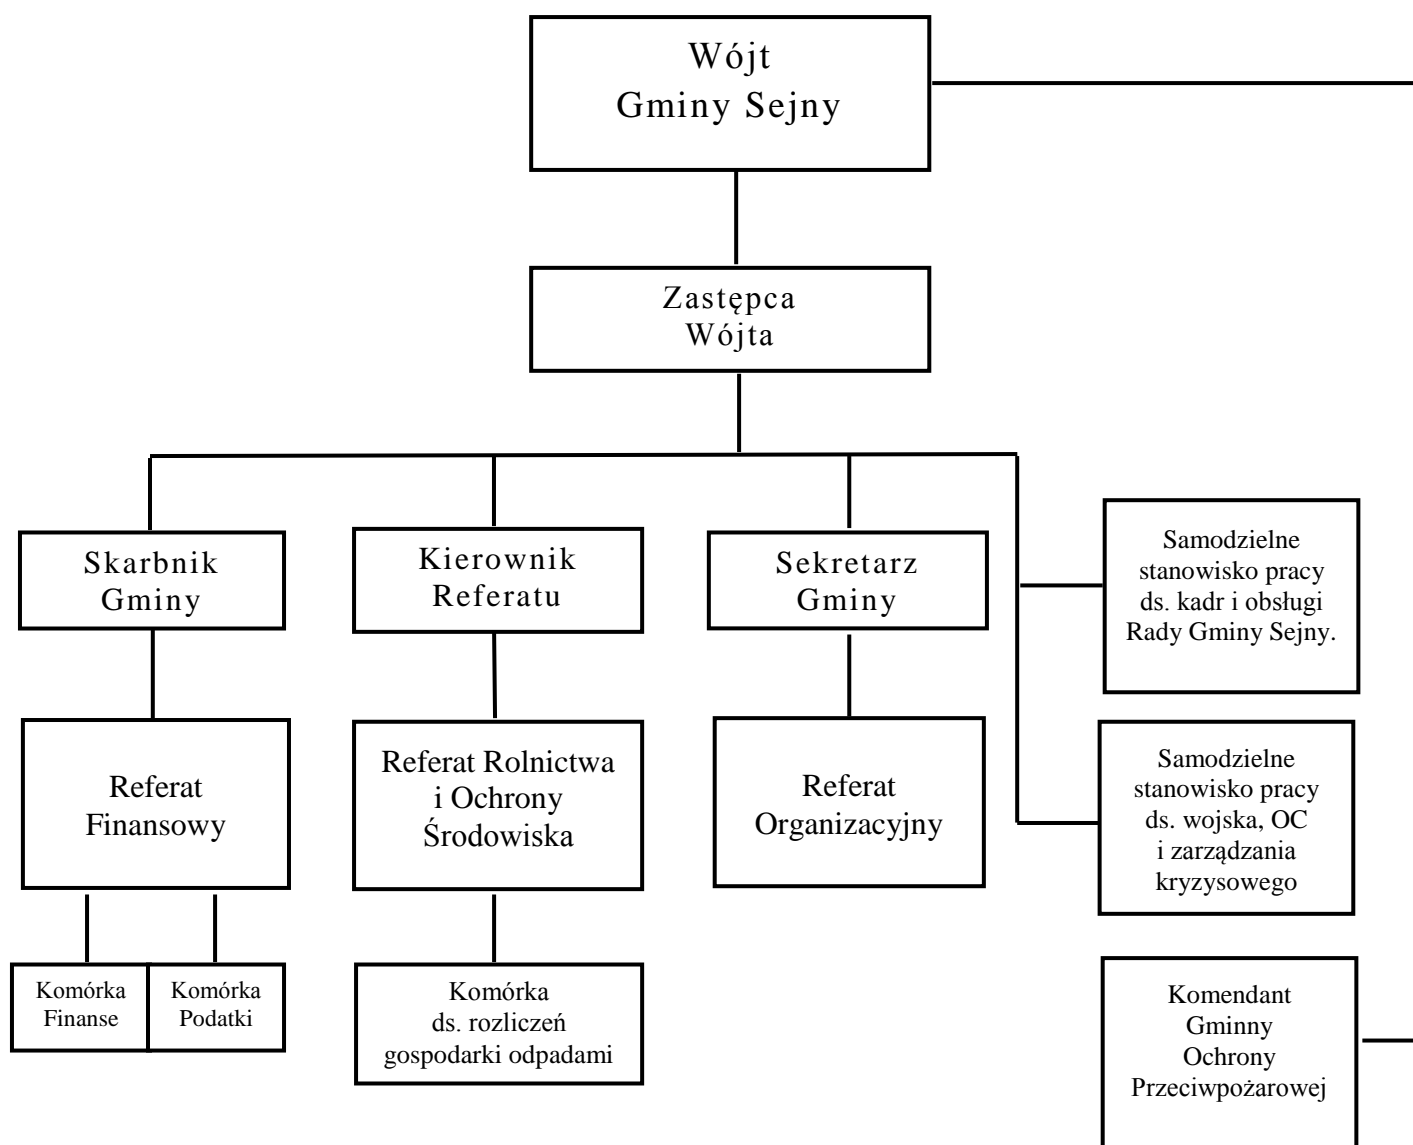 Wójt
Gminy Sejny
Zastępca
Wójta
Skarbnik
Gminy
Kierownik
Referatu
Sekretarz
Gminy
Samodzielne
stanowisko pracy
ds. kadr i obsługi
Rady Gminy Sejny.
Referat
Finansowy
Referat Rolnictwa
i Ochrony
Środowiska
Referat
Organizacyjny
Samodzielne
stanowisko pracy
ds. wojska, OC
i zarządzania
kryzysowego
Komórka
Finanse
Komórka
Podatki
Komórka
ds. rozliczeń
gospodarki odpadami
Komendant
Gminny
Ochrony
Przeciwpożarowej